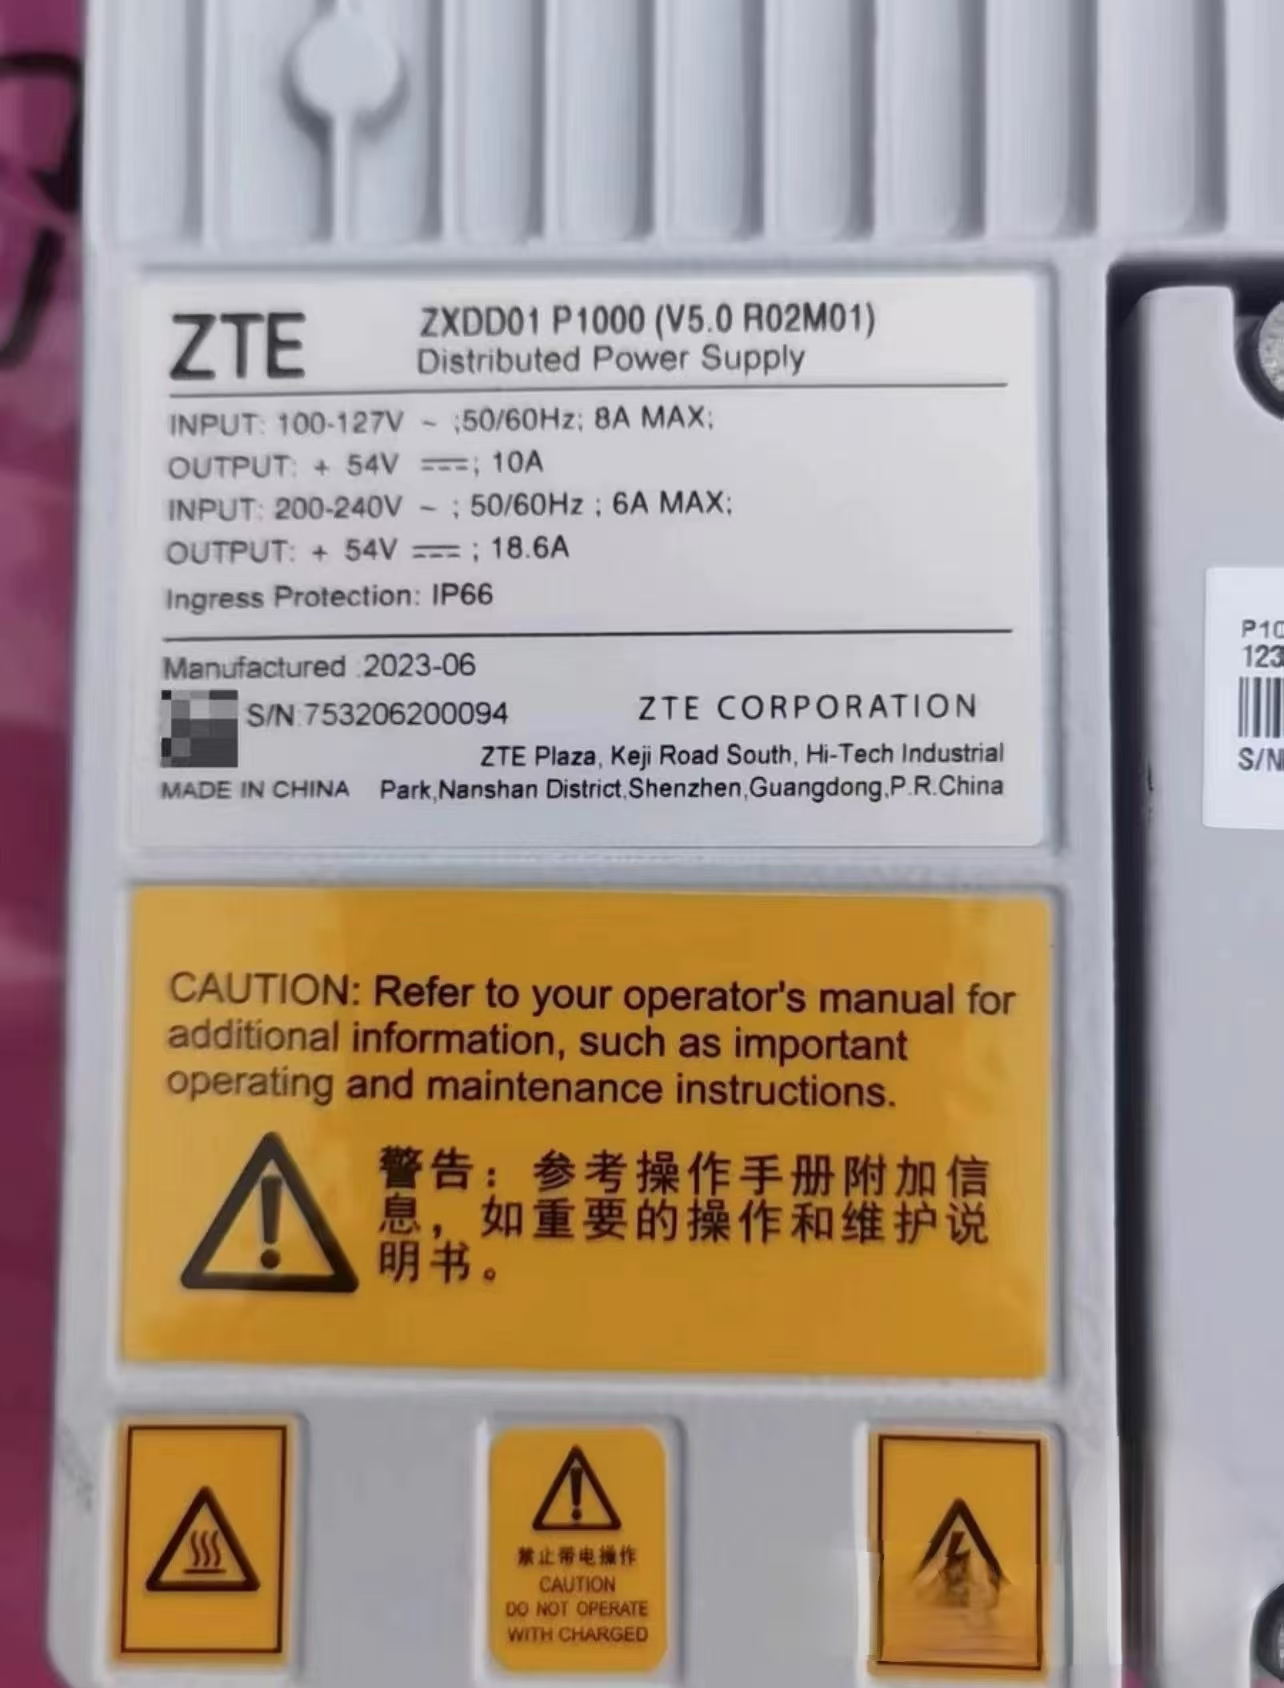 ZTE
ZXDD01 P1000 (V5.0 R02M01)
Distributed Power Supply
INPUT: 100-127V ~ ;50/60Hz; 8A MAX;
OUTPUT: + 54V ⎓; 10A
INPUT: 200-240V ~ ; 50/60Hz ; 6A MAX;
OUTPUT: + 54V ⎓ ; 18.6A
Ingress Protection: IP66
Manufactured :2023-06
S/N:753206200094
ZTE CORPORATION
ZTE Plaza, Keji Road South, Hi-Tech Industrial
MADE IN CHINA Park,Nanshan District,Shenzhen,Guangdong,P.R.China
P10
123
S/N
CAUTION: Refer to your operator's manual for
additional information, such as important
operating and maintenance instructions.
警告：参考操作手册附加信
息，如重要的操作和维护说
明书。
禁止带电操作
CAUTION
DO NOT OPERATE
WITH CHARGED